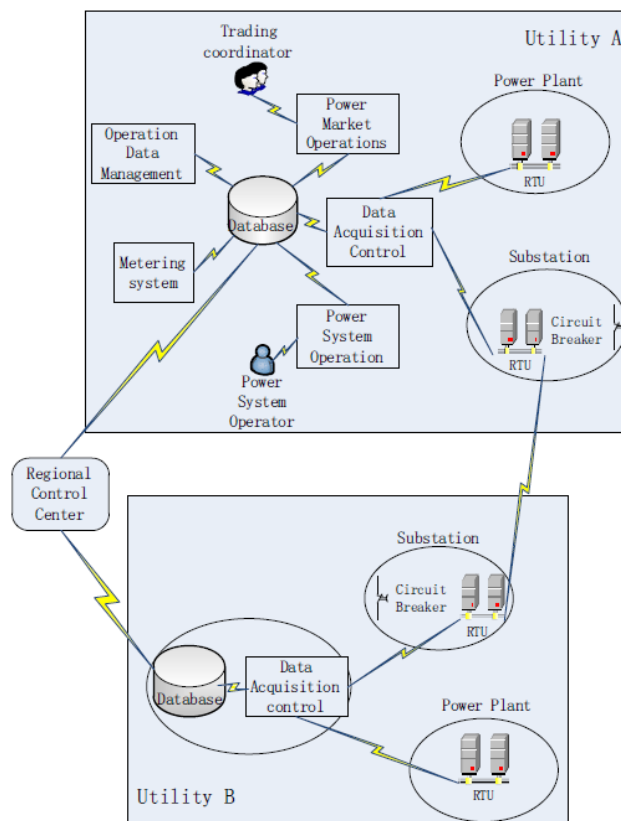 Utility A
Trading
coordinator
Power
Market
Operations
Operation
Data
Management
Database
Data
Acquisition
Control
Power Plant
RTU
Metering
system
Substation
Circuit
Breaker
RTU
Power
System
Operation
Power
System
Operator
Regional
Control
Center
Substation
Circuit
Breaker
RTU
Database
Data
Acquisition
control
Power Plant
RTU
Utility B